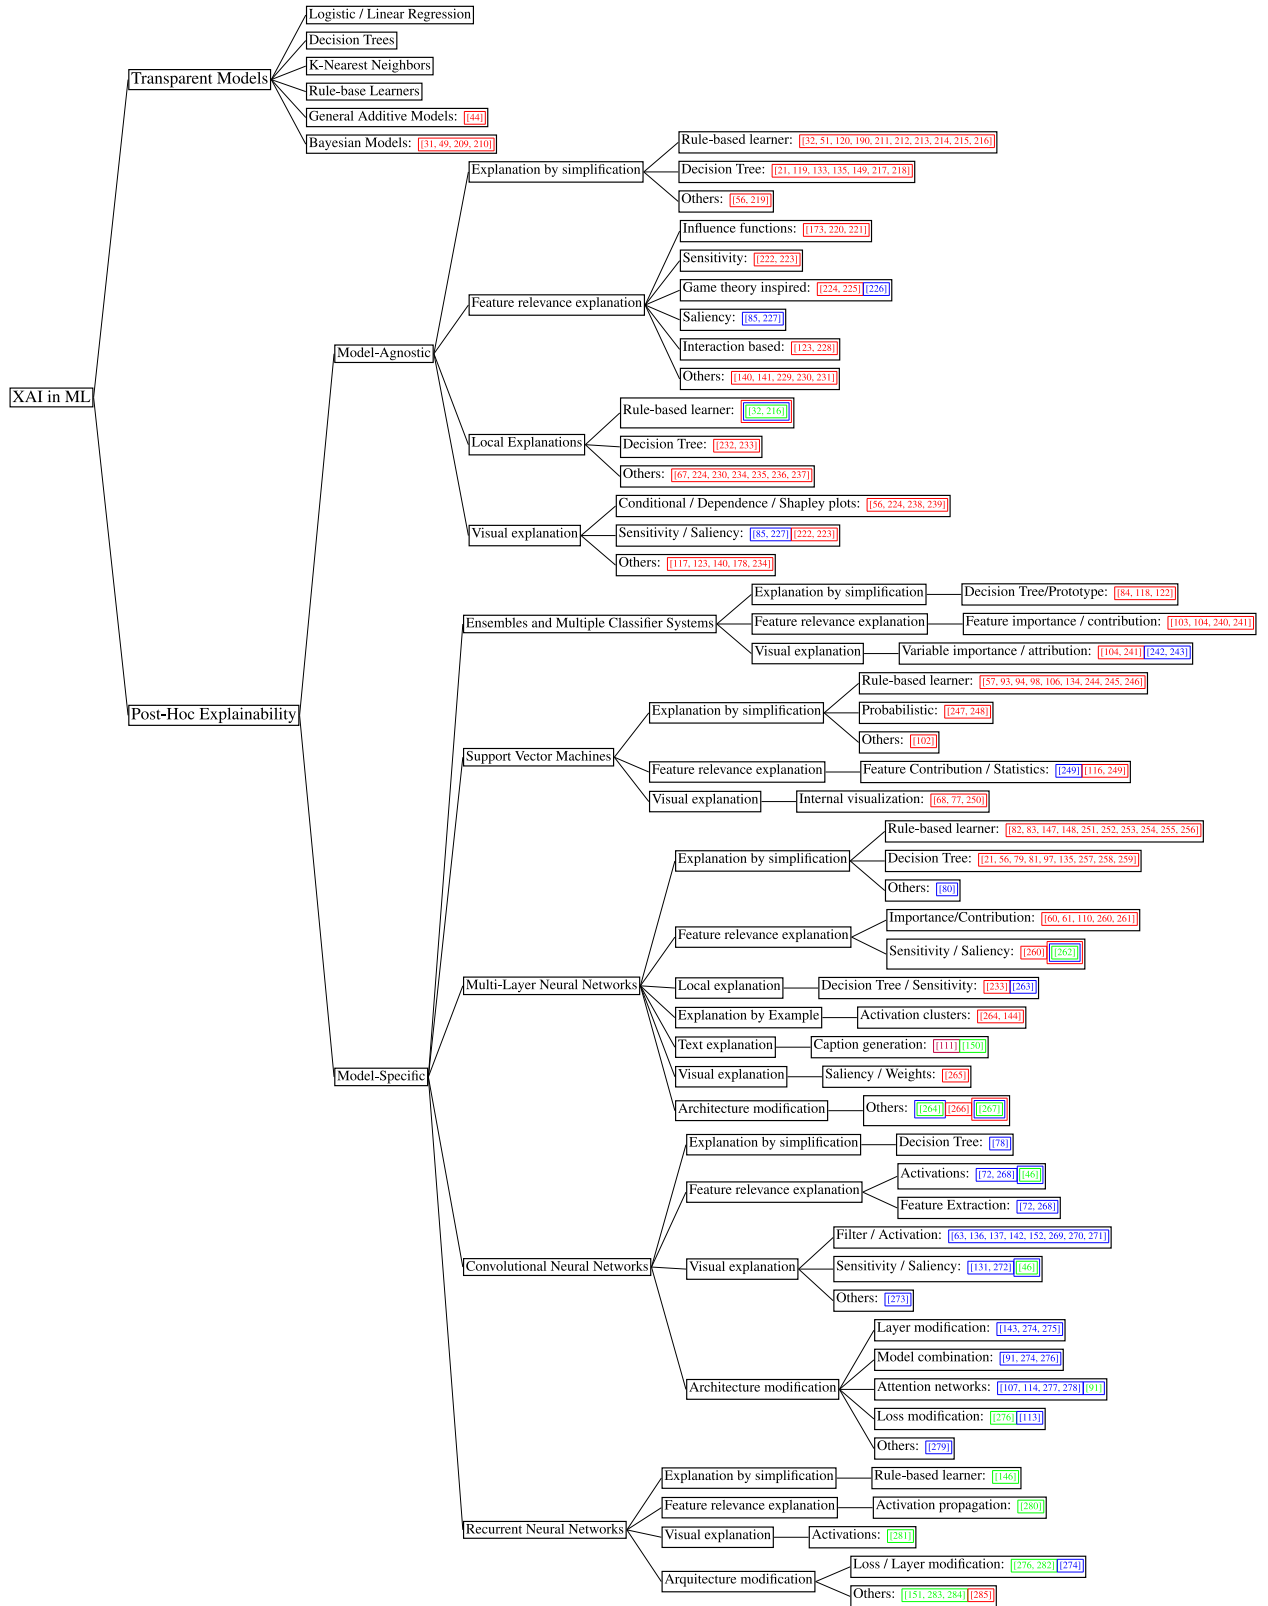 Logistic / Linear Regression
Decision Trees
K-Nearest Neighbors
Transparent Models
Rule-base Learners
General Additive Models: [44]
Bayesian Models: [31, 49, 209, 210]
Rule-based learner: [32, 51, 120, 190, 211, 212, 213, 214, 215, 216]
Explanation by simplification
Decision Tree: [21, 119, 133, 135, 149, 217, 218]
Others: [56, 219]
Influence functions: [173, 220, 221]
Sensitivity: [222, 223]
Game theory inspired: [224, 225] [226]
Feature relevance explanation
Saliency: [85, 227]
Interaction based: [123, 228]
Model-Agnostic
Others: [140, 141, 229, 230, 231]
XAI in ML
Rule-based learner: [32, 216]
Local Explanations
Decision Tree: [232, 233]
Others: [67, 224, 230, 234, 235, 236, 237]
Conditional / Dependence / Shapley plots: [56, 224, 238, 239]
Visual explanation
Sensitivity / Saliency: [85, 227] [222, 223]
Others: [117, 123, 140, 178, 234]
Explanation by simplification
Decision Tree/Prototype: [84, 118, 122]
Ensembles and Multiple Classifier Systems
Feature relevance explanation
Feature importance / contribution: [103, 104, 240, 241]
Visual explanation
Variable importance / attribution: [104, 241] [242, 243]
Post-Hoc Explainability
Rule-based learner: [57, 93, 94, 98, 106, 134, 244, 245, 246]
Explanation by simplification
Probabilistic: [247, 248]
Others: [102]
Support Vector Machines
Feature relevance explanation
Feature Contribution / Statistics: [249] [116, 249]
Visual explanation
Internal visualization: [68, 77, 250]
Rule-based learner: [82, 83, 147, 148, 251, 252, 253, 254, 255, 256]
Explanation by simplification
Decision Tree: [21, 56, 79, 81, 97, 135, 257, 258, 259]
Others: [80]
Importance/Contribution: [60, 61, 110, 260, 261]
Feature relevance explanation
Sensitivity / Saliency: [260] [262]
Multi-Layer Neural Networks
Local explanation
Decision Tree / Sensitivity: [233] [263]
Explanation by Example
Activation clusters: [264, 144]
Text explanation
Caption generation: [111] [150]
Model-Specific
Visual explanation
Saliency / Weights: [265]
Architecture modification
Others: [264] [266] [267]
Explanation by simplification
Decision Tree: [78]
Activations: [72, 268] [46]
Feature relevance explanation
Feature Extraction: [72, 268]
Filter / Activation: [63, 136, 137, 142, 152, 269, 270, 271]
Convolutional Neural Networks
Visual explanation
Sensitivity / Saliency: [131, 272] [46]
Others: [273]
Layer modification: [143, 274, 275]
Model combination: [91, 274, 276]
Architecture modification
Attention networks: [107, 114, 277, 278] [91]
Loss modification: [276] [113]
Others: [279]
Explanation by simplification
Rule-based learner: [146]
Feature relevance explanation
Activation propagation: [280]
Recurrent Neural Networks
Visual explanation
Activations: [281]
Loss / Layer modification: [276, 282] [274]
Arquitecture modification
Others: [151, 283, 284] [285]